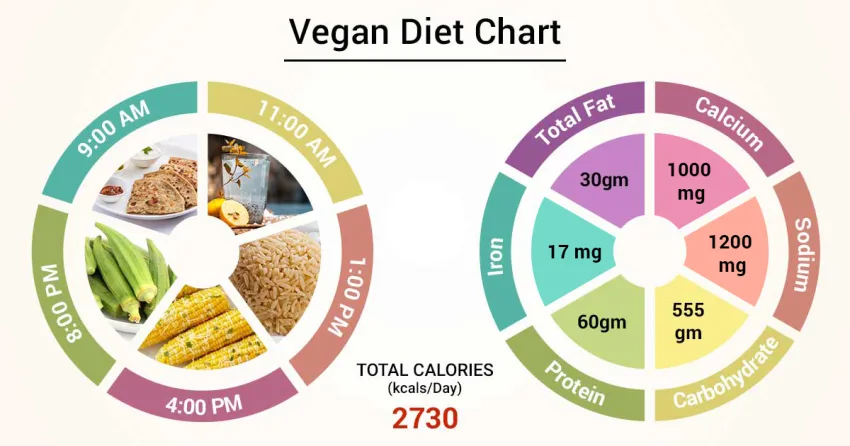 Vegan Diet Chart
9:00 AM
11:00 AM
1:00 PM
4:00 PM
8:00 PM
TOTAL CALORIES
(kcals/Day)
2730
Total Fat
30gm
Calcium
1000
mg
Sodium
1200
mg
Carbohydrate
555
gm
Protein
60gm
Iron
17 mg